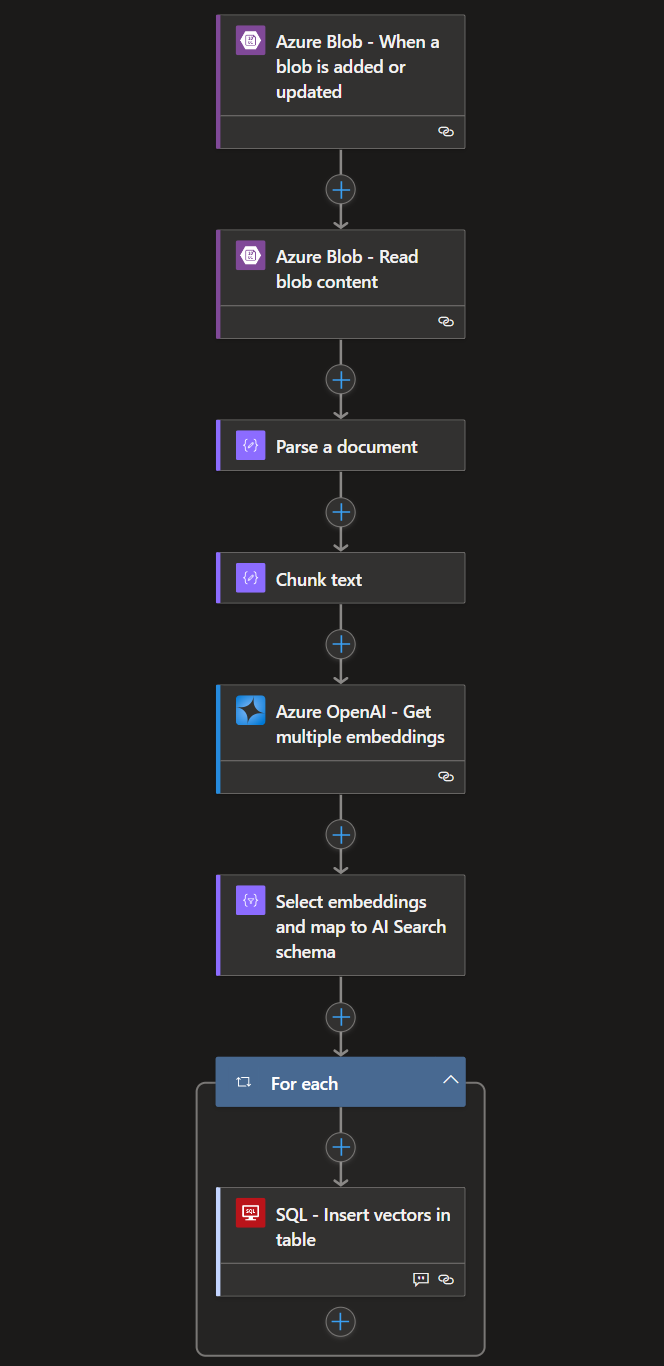 Azure Blob - When a
blob is added or
updated
Azure Blob - Read
blob content
Parse a document
Chunk text
Azure OpenAI - Get
multiple embeddings
Select embeddings
and map to AI Search
schema
For each
SQL
SQL - Insert vectors in
table